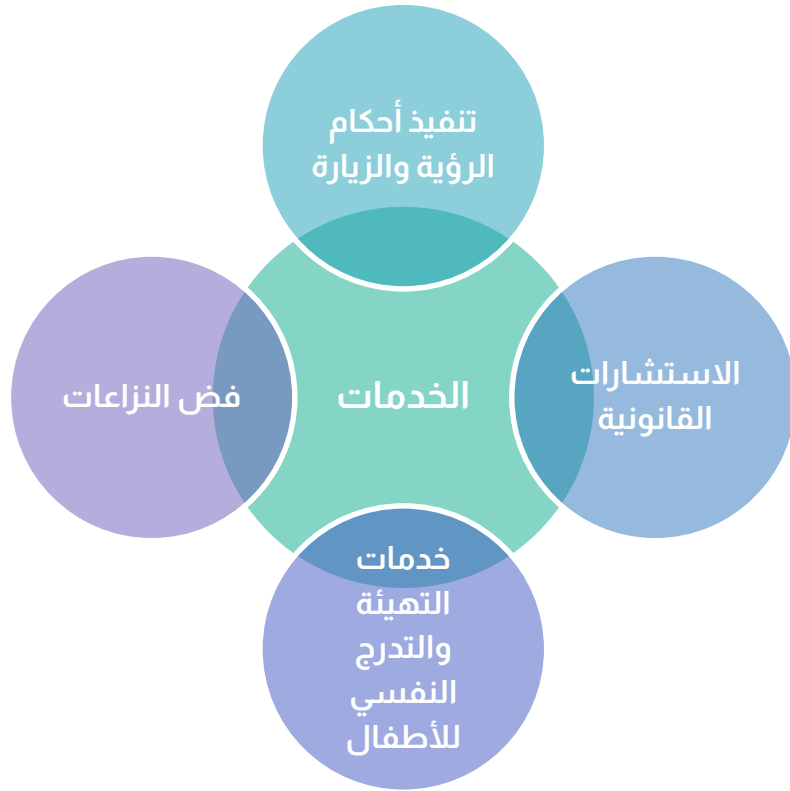 تنفيذ أحكام
الرؤية والزيارة
الاستشارات
القانونية
الخدمات
فض النزاعات
خدمات
التهيئة
والتدرج
النفسي
للأطفال